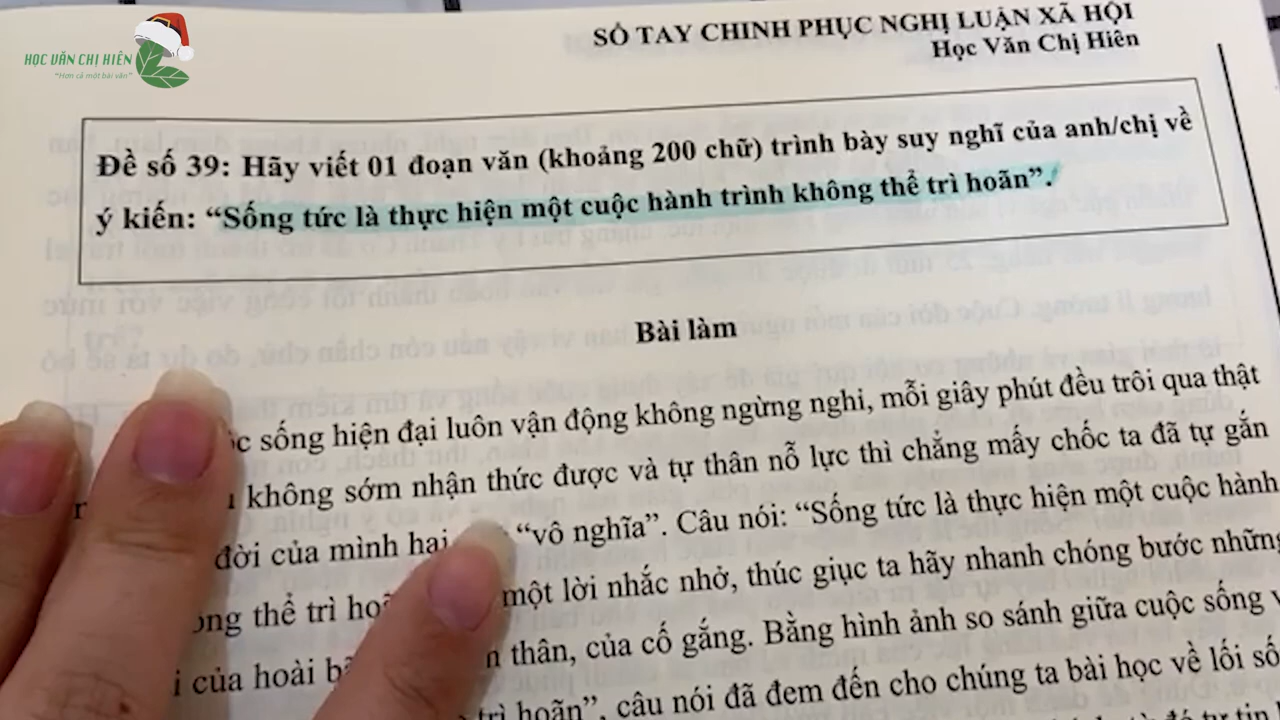 HỌC VĂN CHỊ HIÊN
"Hơn cả một bài văn"
SỔ TAY CHINH PHỤC NGHỊ LUẬN XÃ HỘI
Học Văn Chị Hiên
Đề số 39: Hãy viết 01 đoạn văn (khoảng 200 chữ) trình bày suy nghĩ của anh/chị về
ý kiến: “Sống tức là thực hiện một cuộc hành trình không thể trì hoãn”.
Bài làm
sống hiện đại luôn vận động không ngừng nghi, mỗi giây phút đều trôi qua thật
không sớm nhận thức được và tự thân nỗ lực thì chẳng mấy chốc ta đã tự gắn
đời của mình hai “vô nghĩa”. Câu nói: “Sống tức là thực hiện một cuộc hành
thể trì một lời nhắc nhở, thúc giục ta hãy nhanh chóng bước những
của hoài thân, của cố gắng. Bằng hình ảnh so sánh giữa cuộc sống
trì hoãn”, câu nói đã đem đến cho chúng ta bài học về lối
tự tin